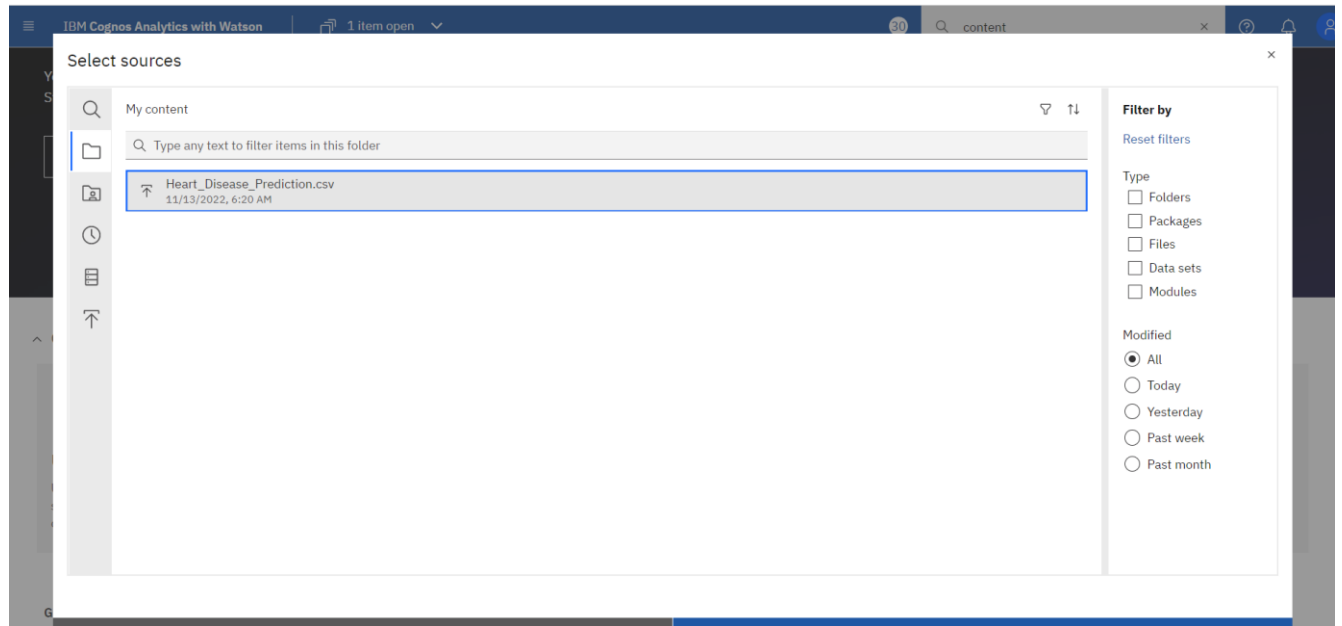 IBM Cognos Analytics with Watson
1 item open
30
content
Select sources
My content
Type any text to filter items in this folder
Heart_Disease_Prediction.csv
11/13/2022, 6:20 AM
Filter by
Reset filters
Type
Folders
Packages
Files
Data sets
Modules
Modified
All
Today
Yesterday
Past week
Past month